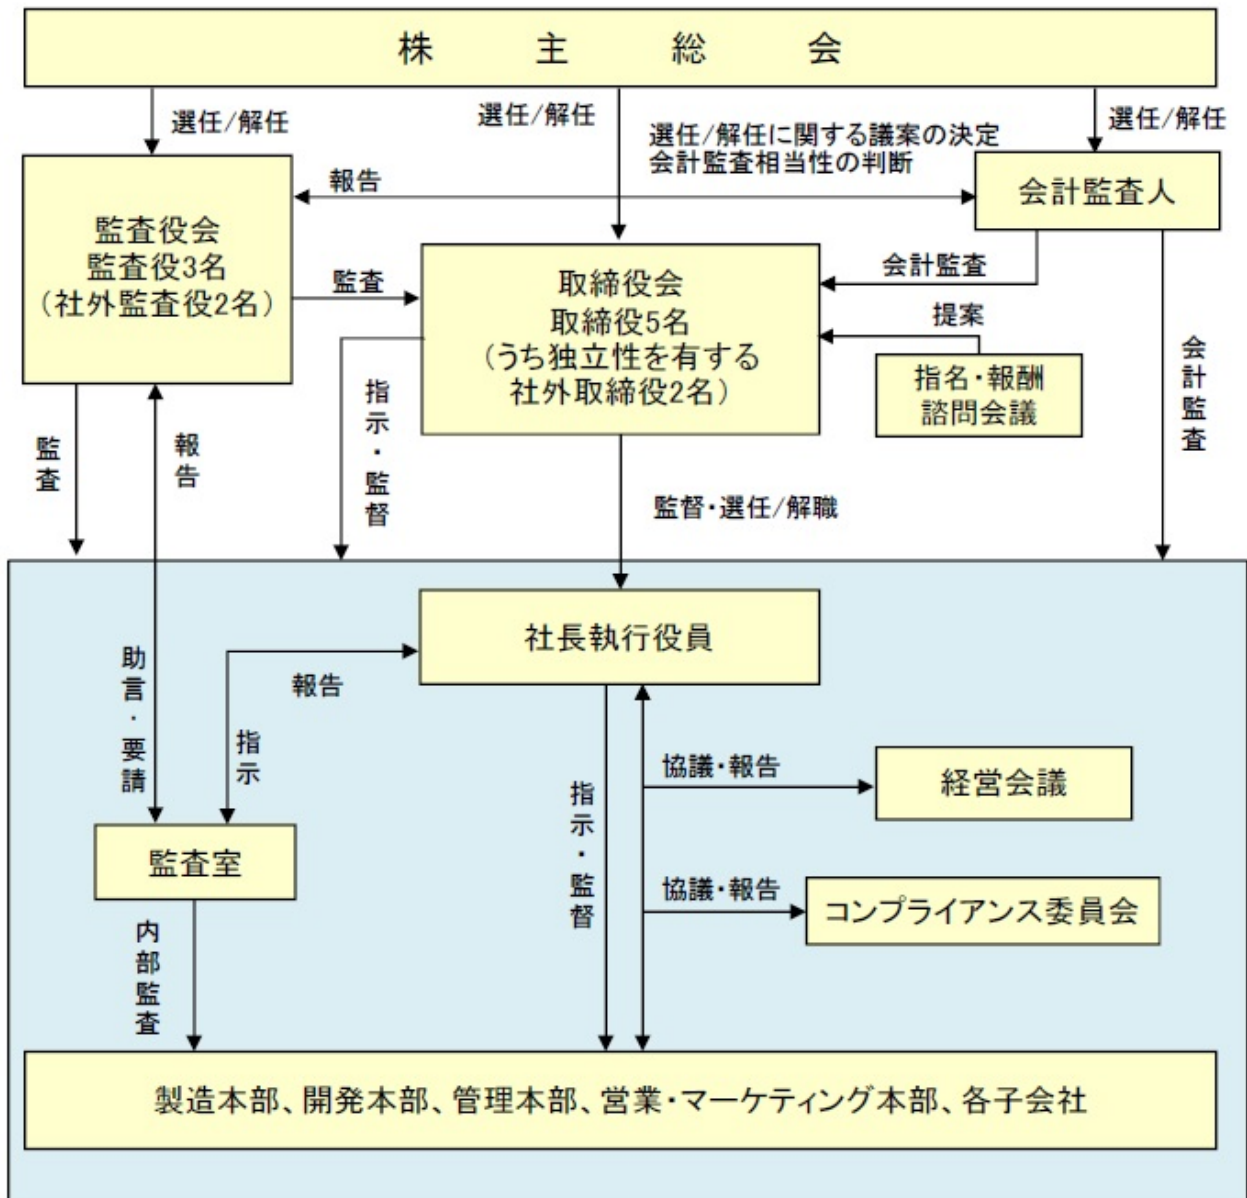 株主総会
選任/解任
選任/解任
選任/解任
選任/解任に関する議案の決定
会計監査相当性の判断
報告
会計監査人
監査役会
監査役3名
（社外監査役2名）
監査
取締役会
取締役5名
（うち独立性を有する
社外取締役2名）
会計監査
提案
指名・報酬
諮問会議
会計監査
監査
報告
指示・監督
監督・選任/解職
社長執行役員
報告
助言・要請
指示
指示・監督
協議・報告
経営会議
監査室
協議・報告
コンプライアンス委員会
内部監査
製造本部、開発本部、管理本部、営業・マーケティング本部、各子会社